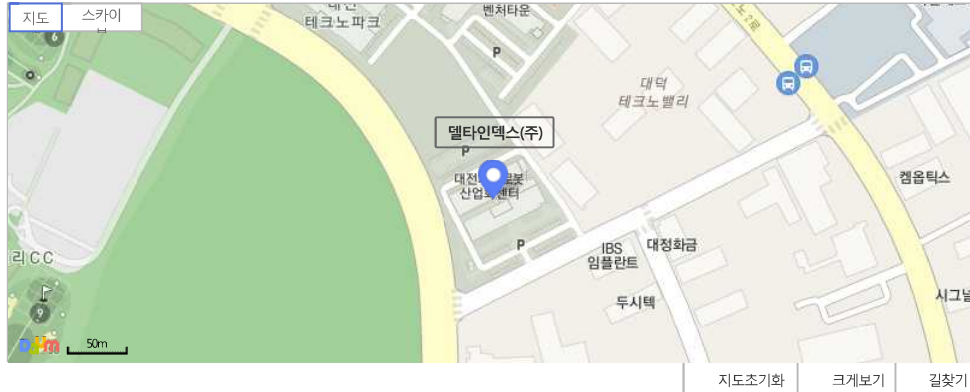 지도
스카이
벤처타운
테크노파크
P
대덕
테크노밸리
델타인덱스(주)
P
산업화센터
켐옵틱스
P
IBS
임플란트
대정화금
리CC
두시텍
시그널
9
6
50m
지도초기화
크게보기
길찾기